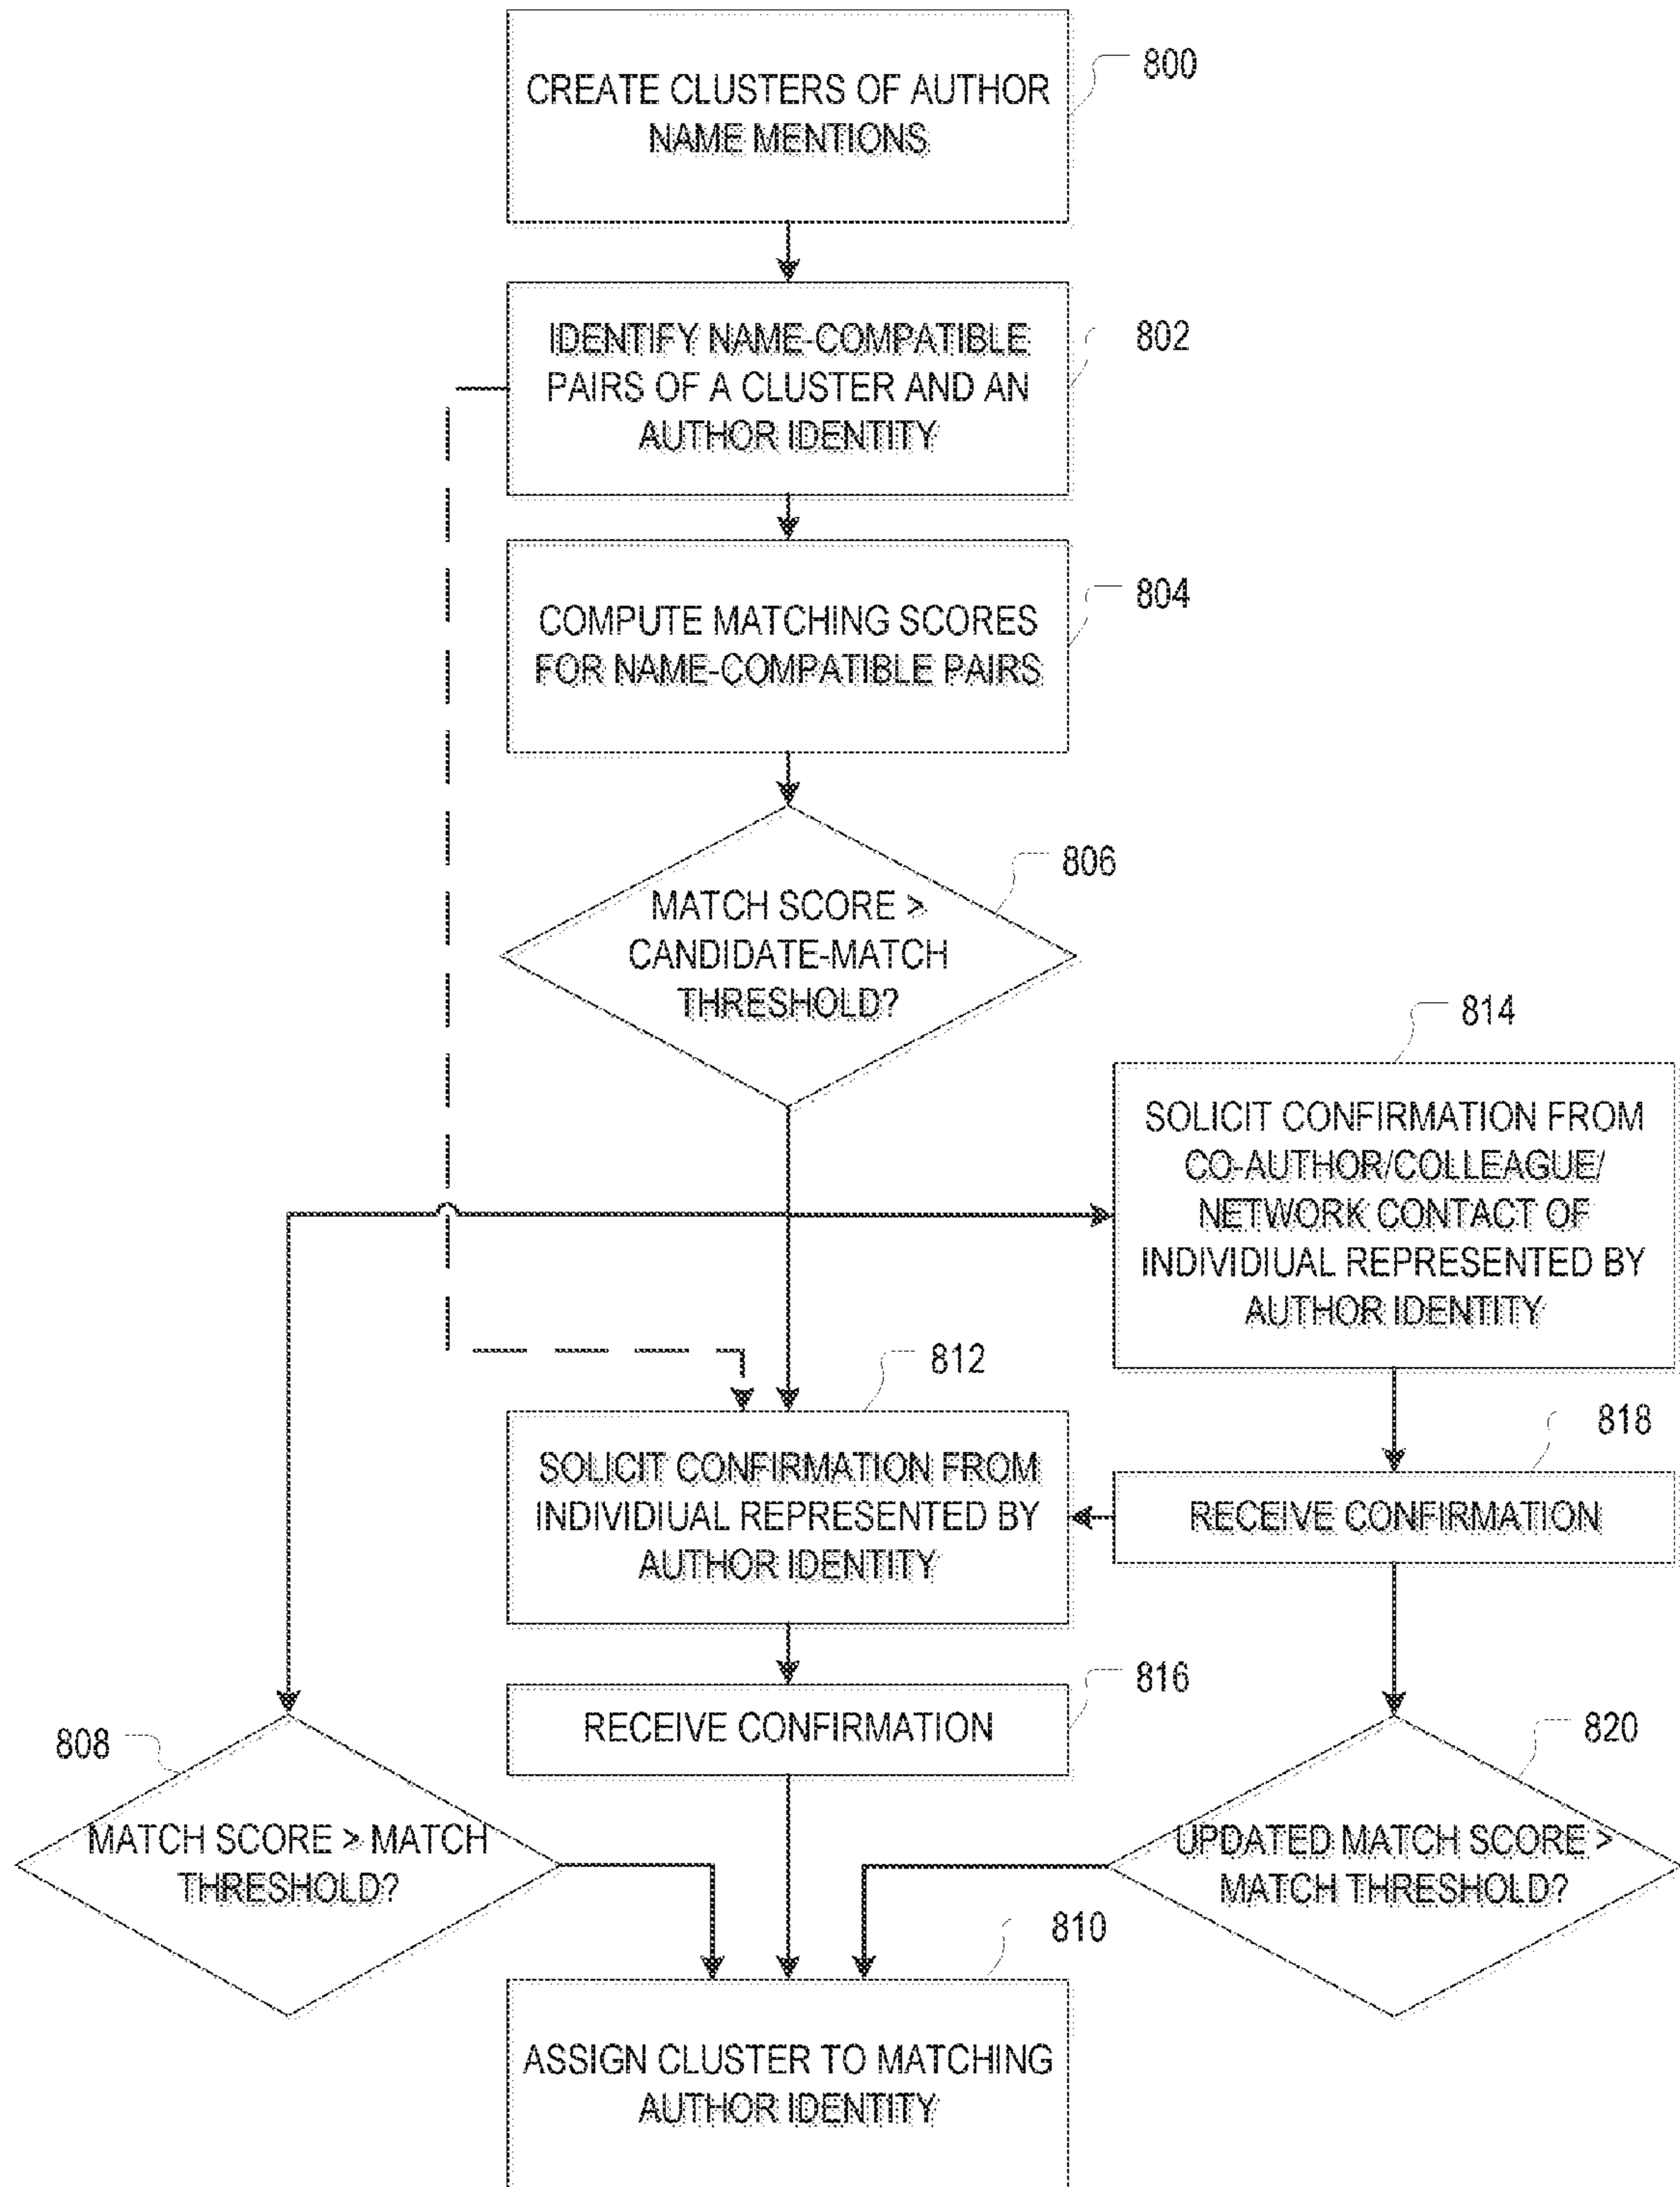 CREATE CLUSTERS OF AUTHOR
NAME MENTIONS
800
IDENTIFY NAME-COMPATIBLE
PAIRS OF A CLUSTER AND AN
AUTHOR IDENTITY
802
COMPUTE MATCHING SCORES
FOR NAME-COMPATIBLE PAIRS
804
MATCH SCORE >
CANDIDATE-MATCH
THRESHOLD?
806
814
SOLICIT CONFIRMATION FROM
CO-AUTHOR/COLLEAGUE/
NETWORK CONTACT OF
INDIVIDIUAL REPRESENTED BY
AUTHOR IDENTITY
812
SOLICIT CONFIRMATION FROM
INDIVIDIUAL REPRESENTED BY
AUTHOR IDENTITY
818
RECEIVE CONFIRMATION
816
RECEIVE CONFIRMATION
808
MATCH SCORE > MATCH
THRESHOLD?
820
UPDATED MATCH SCORE >
MATCH THRESHOLD?
810
ASSIGN CLUSTER TO MATCHING
AUTHOR IDENTITY